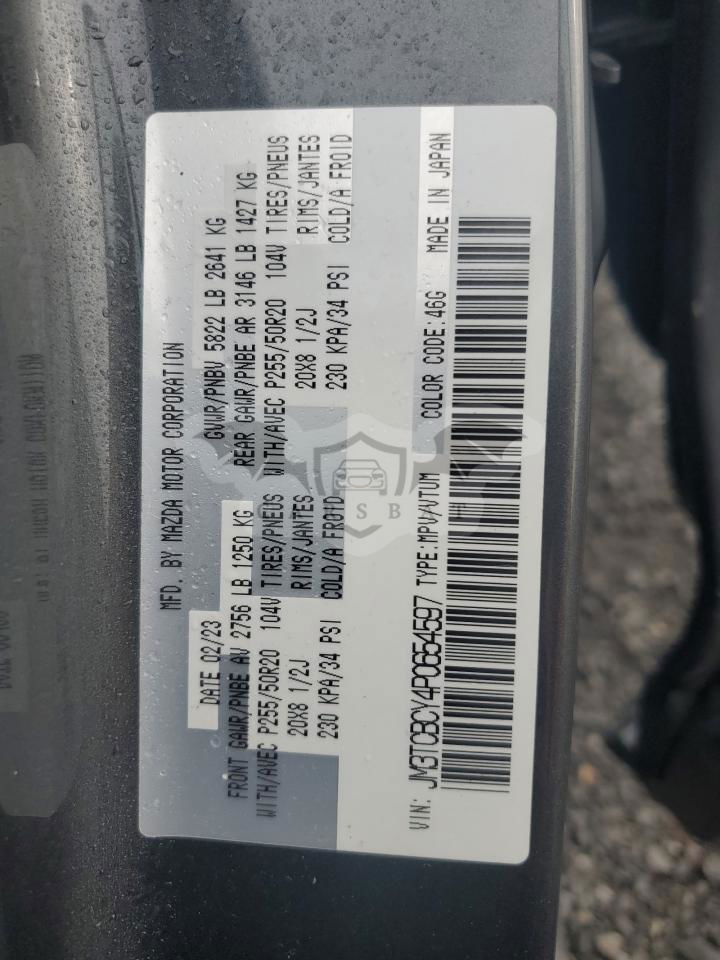 MFD. BY MAZDA MOTOR CORPORATION
DATE 02/23 GVWR/PNBV 5822 LB 2641 KG
FRONT GAWR/PNBE AV 2756 LB 1250 KG REAR GAWR/PNBE AR 3146 LB 1427 KG
WITH/AVEC P255/50R20 104V TIRES/PNEUS WITH/AVEC P255/50R20 104V TIRES/PNEUS
20X8 1/2J RIMS/JANTES 20X8 1/2J RIMS/JANTES
230 KPA/34 PSI COLD/A FROID 230 KPA/34 PSI COLD/A FROID
VIN: JM3TCBCY4P0654597 TYPE:MPV/VTUM COLOR CODE:46G MADE IN JAPAN